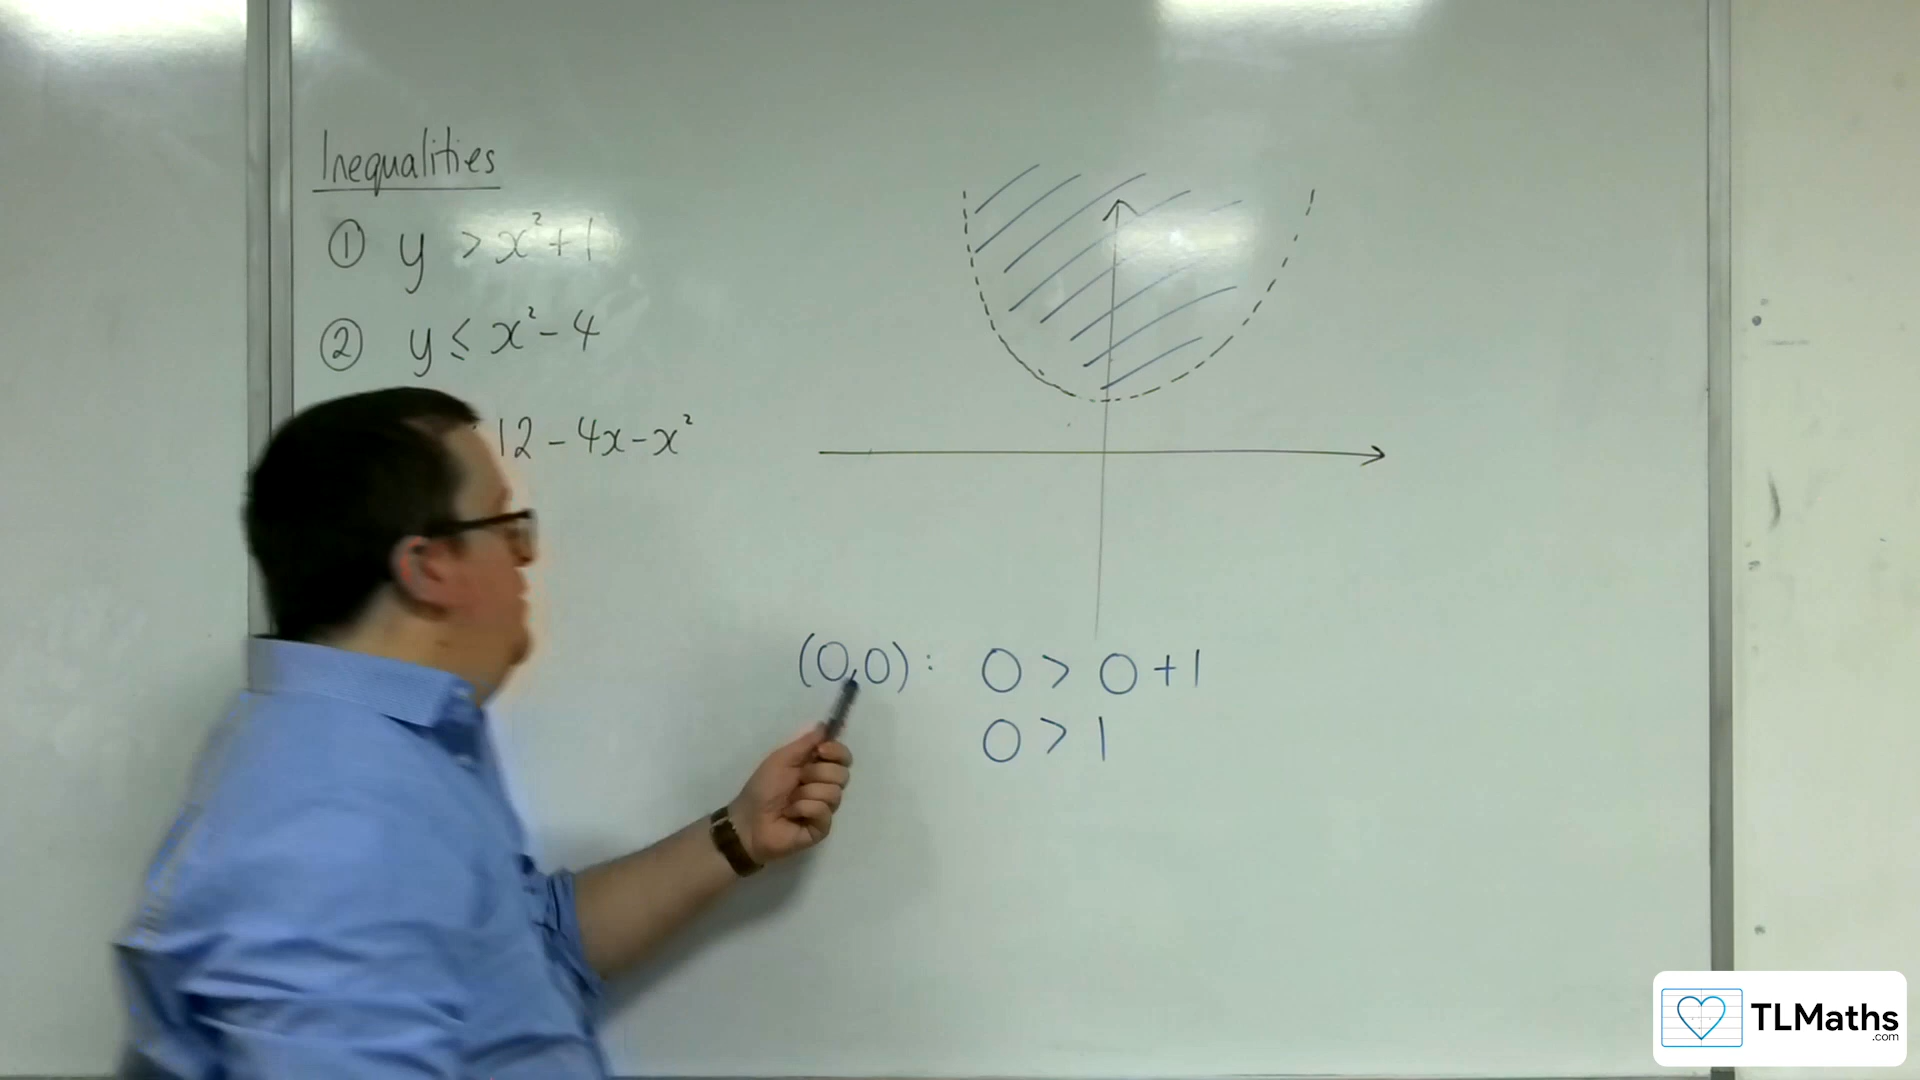 Inequalities
① y > x² + 1
② y ≤ x² - 4
12 - 4x - x²
(0,0): 0 > 0 + 1
0 > 1
TLMaths
.com